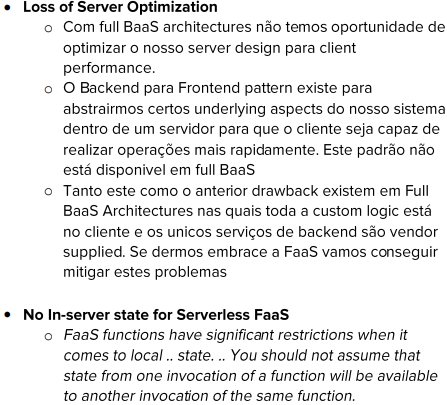 • Loss of Server Optimization
o Com full BaaS architectures não temos oportunidade de
optimizar o nosso server design para client
performance.
o O Backend para Frontend pattern existe para
abstrairmos certos underlying aspects do nosso sistema
dentro de um servidor para que o cliente seja capaz de
realizar operações mais rapidamente. Este padrão não
está disponivel em full BaaS
o Tanto este como o anterior drawback existem em Full
BaaS Architectures nas quais toda a custom logic está
no cliente e os unicos serviços de backend são vendor
supplied. Se dermos embrace a FaaS vamos conseguir
mitigar estes problemas
• No In-server state for Serverless FaaS
o FaaS functions have significant restrictions when it
comes to local .. state. .. You should not assume that
state from one invocation of a function will be available
to another invocation of the same function.